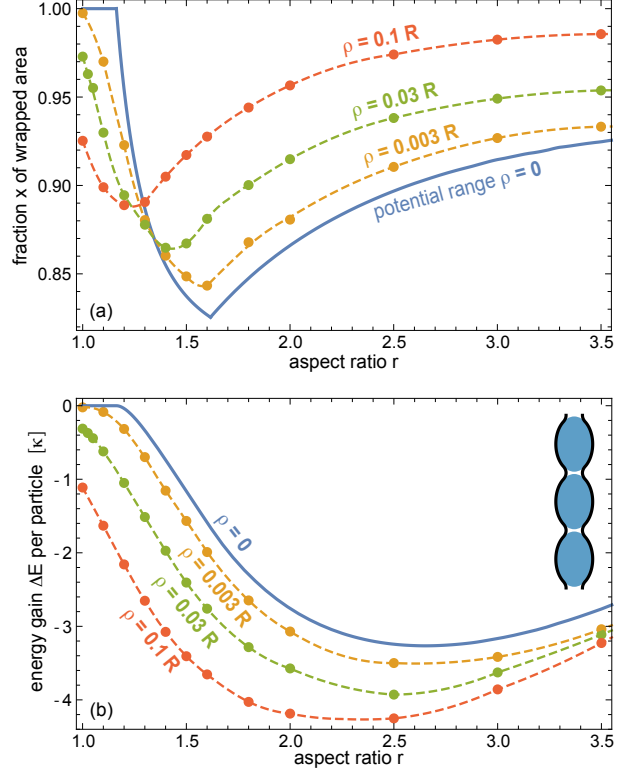 1.00
0.95
0.90
0.85
fraction x of wrapped area
ρ = 0.1 R
ρ = 0.03 R
ρ = 0.003 R
potential range ρ = 0
(a)
1.0 1.5 2.0 2.5 3.0 3.5
aspect ratio r
0
-1
-2
-3
-4
energy gain ΔE per particle [κ]
ρ = 0
ρ = 0.003 R
ρ = 0.03 R
ρ = 0.1 R
(b)
1.0 1.5 2.0 2.5 3.0 3.5
aspect ratio r